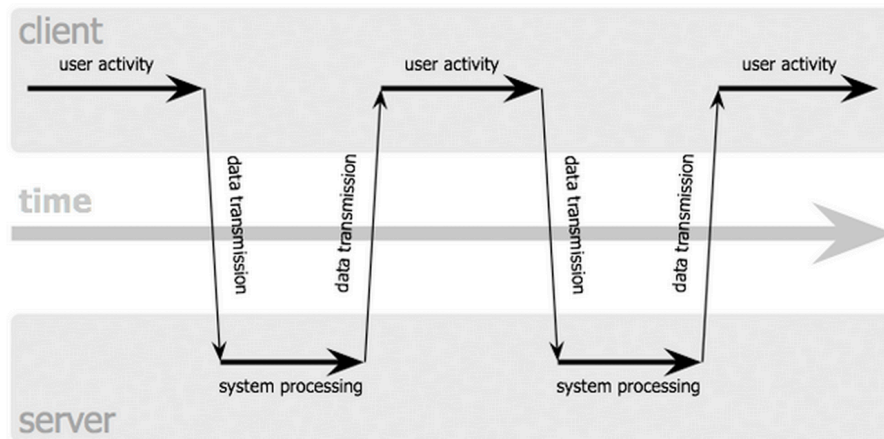 client
user activity
user activity
user activity
data transmission
data transmission
data transmission
data transmission
time
system processing
system processing
server